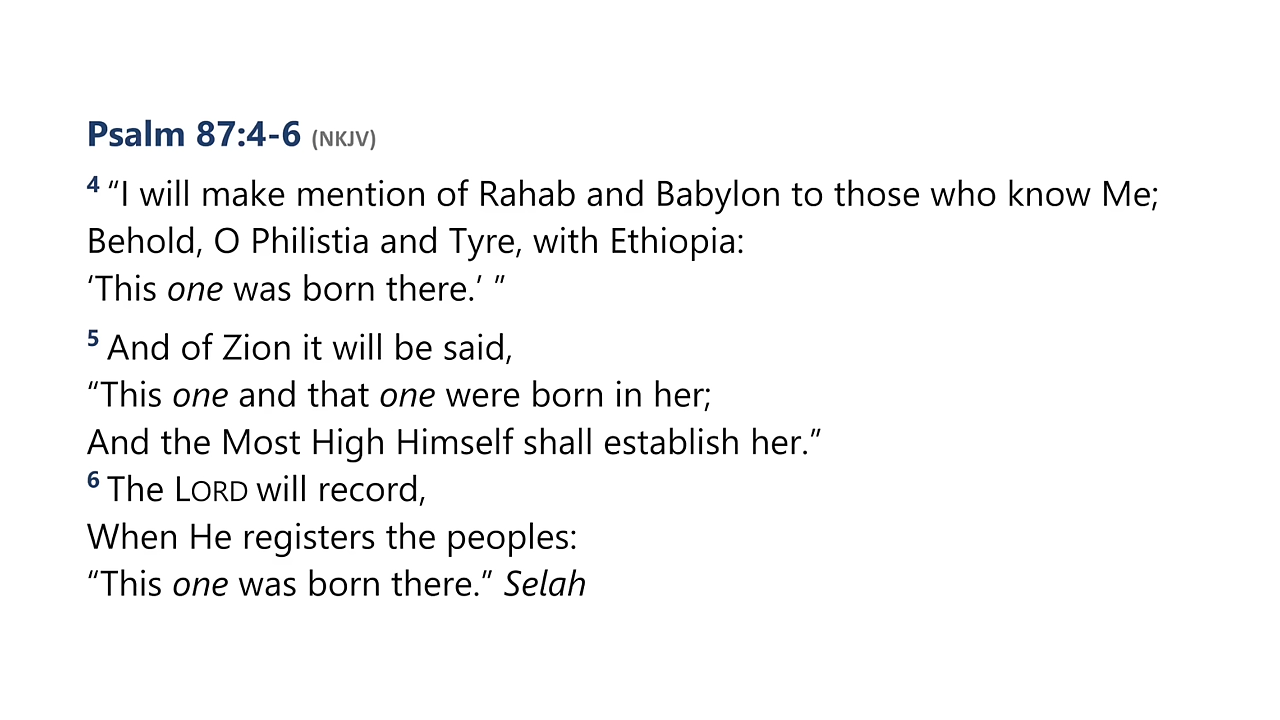 Psalm 87:4-6 (NKJV)
4 “I will make mention of Rahab and Babylon to those who know Me;
Behold, O Philistia and Tyre, with Ethiopia:
‘This one was born there.’ ”
5 And of Zion it will be said,
“This one and that one were born in her;
And the Most High Himself shall establish her.”
6 The LORD will record,
When He registers the peoples:
“This one was born there.” Selah